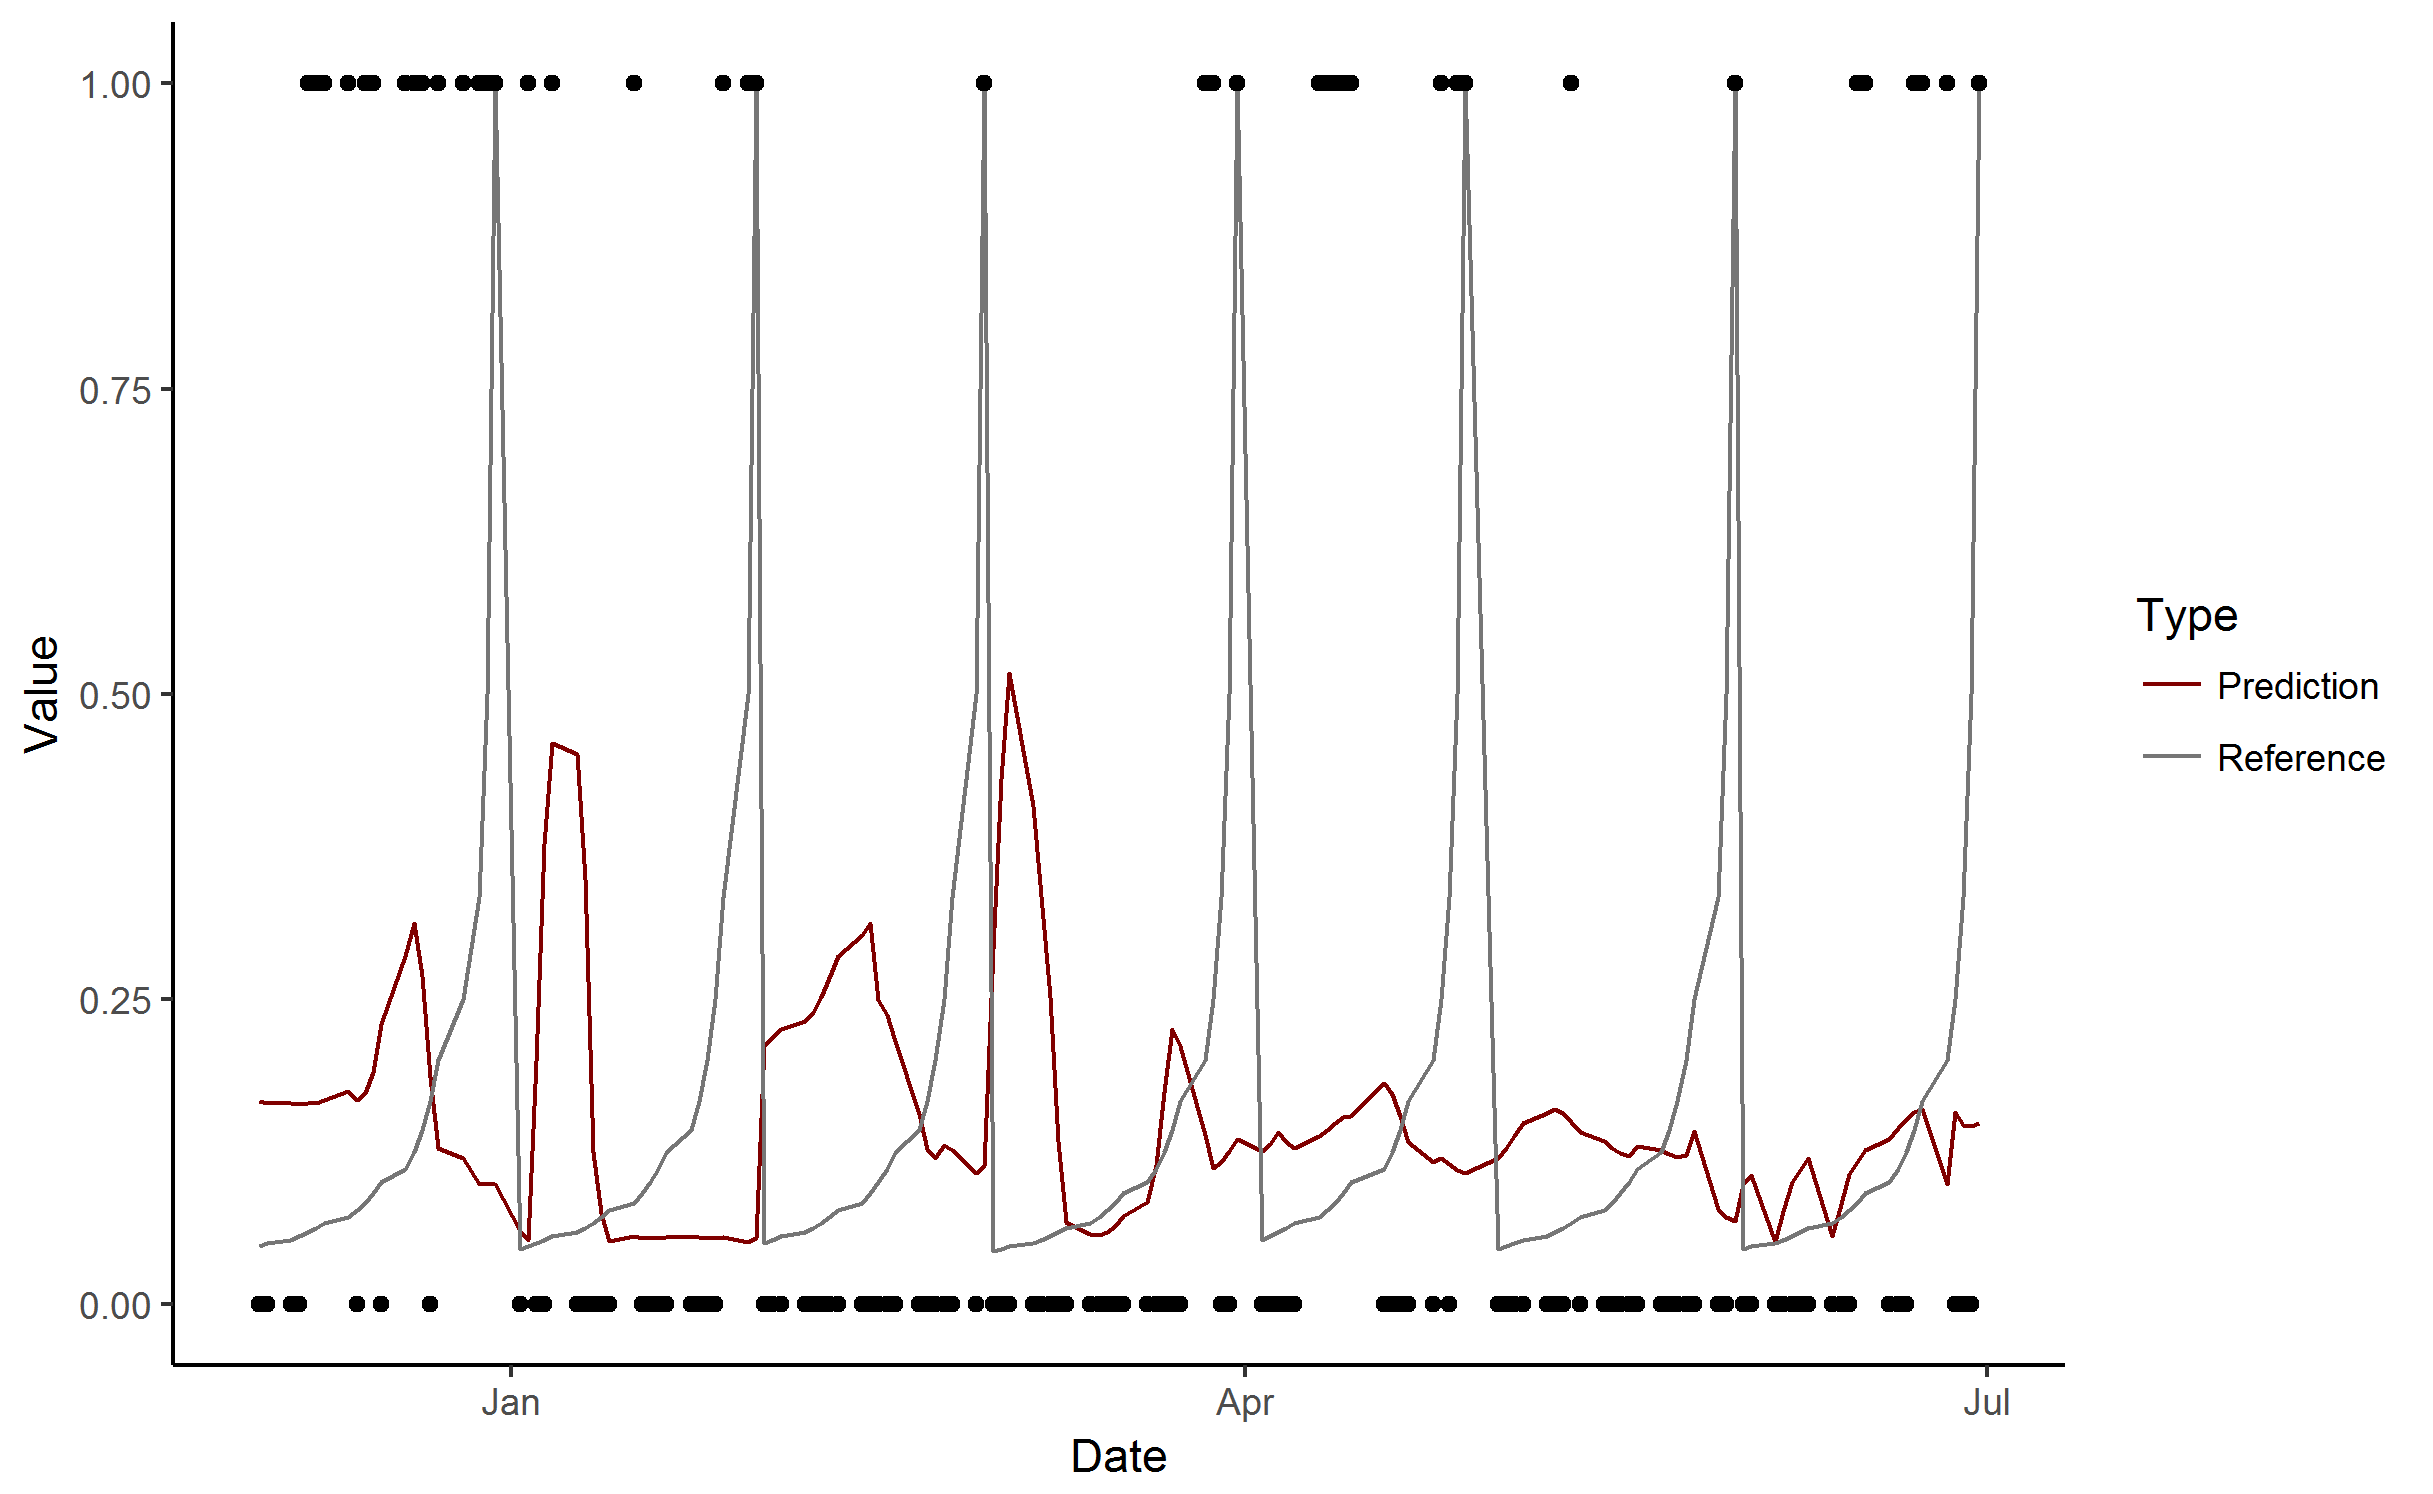 1.00
0.75
0.50
0.25
0.00
Value
Jan
Apr
Jul
Date
Type
Prediction
Reference